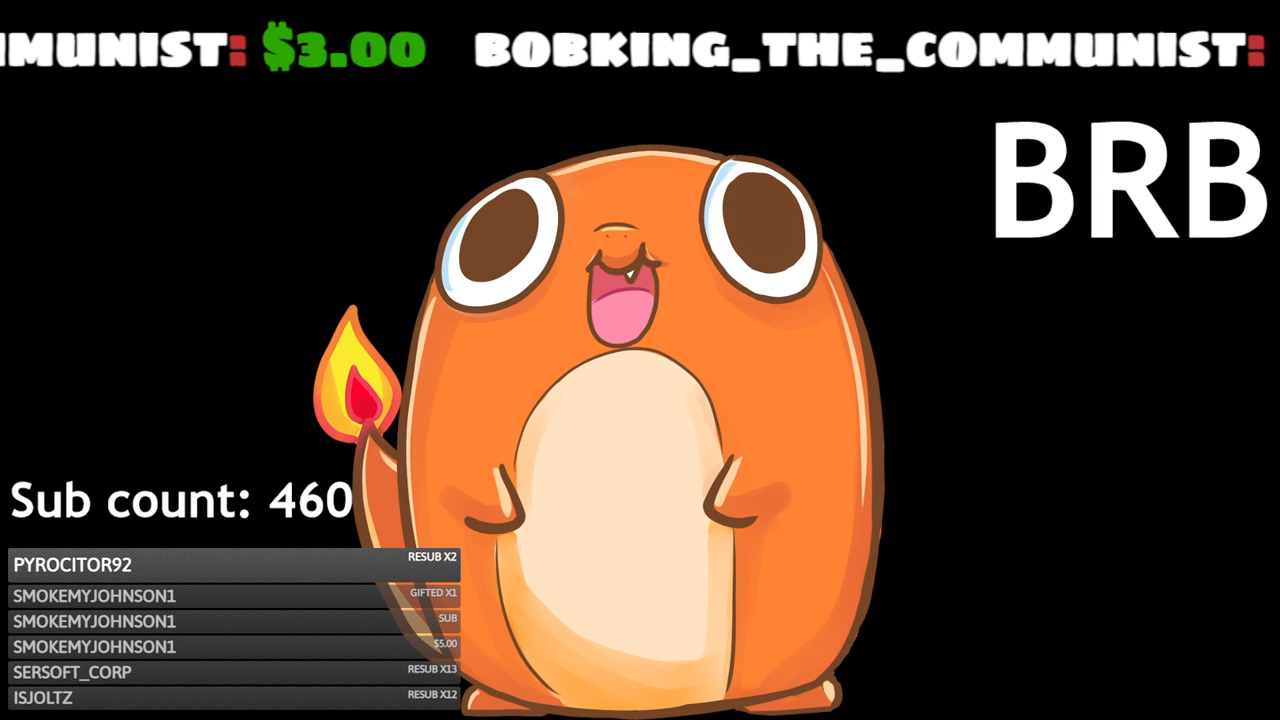 MMUNIST: $3.00 BOBKING_THE_COMMUNIST:
BRB
Sub count: 460
PYROCITOR92 RESUB X2
SMOKEMYJOHNSON1 GIFTED X1
SMOKEMYJOHNSON1 SUB
SMOKEMYJOHNSON1 $5.00
SERSOFT_CORP RESUB X13
ISJOLTZ RESUB X12